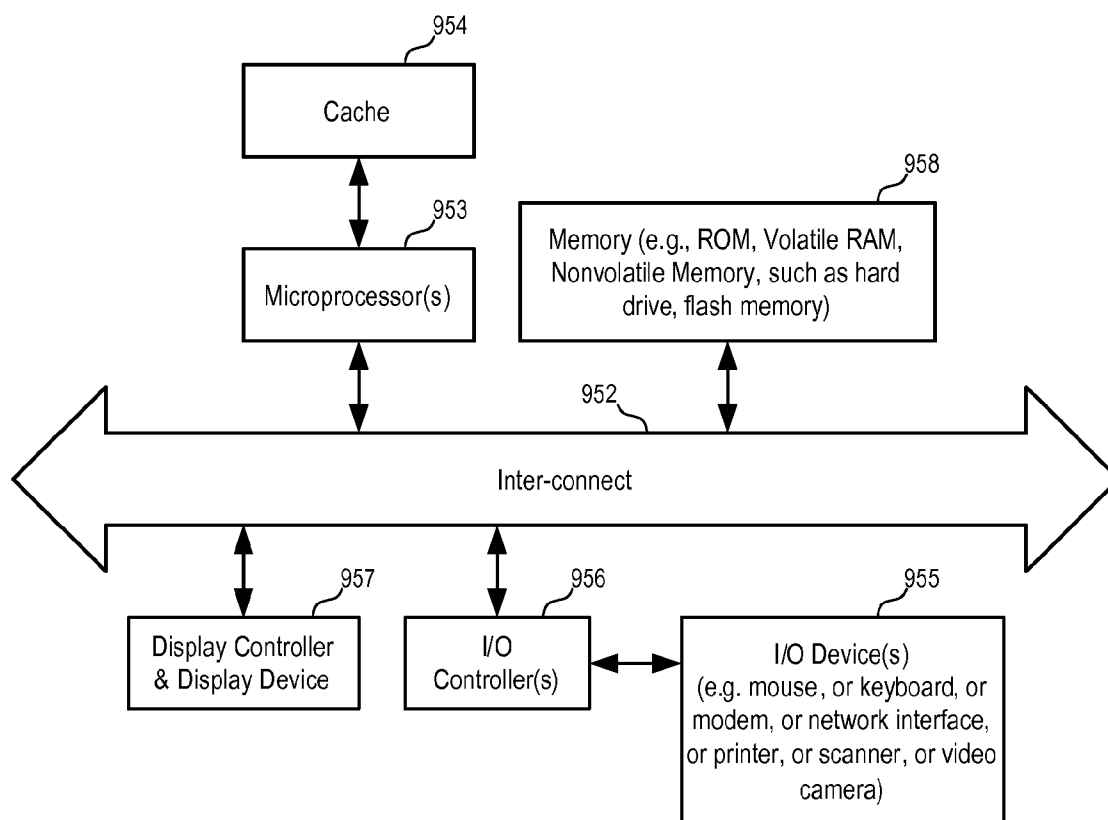 954
Cache
958
953
Memory (e.g., ROM, Volatile RAM,
Nonvolatile Memory, such as hard
drive, flash memory)
Microprocessor(s)
952
Inter-connect
957
956
955
Display Controller
& Display Device
I/O
Controller(s)
I/O Device(s)
(e.g. mouse, or keyboard, or
modem, or network interface,
or printer, or scanner, or video
camera)